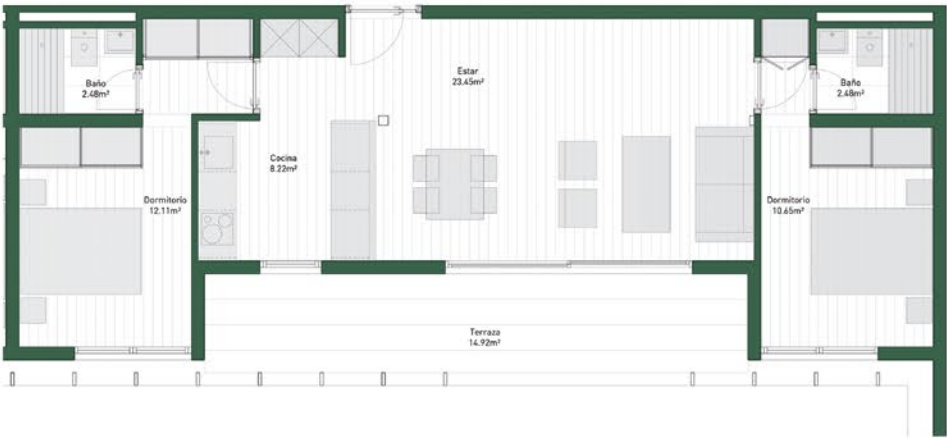 Baño
2.48m²
Estar
23.45m²
Baño
2.48m²
Cocina
8.22m²
Dormitorio
12.11m²
Dormitorio
10.65m²
Terraza
14.92m²